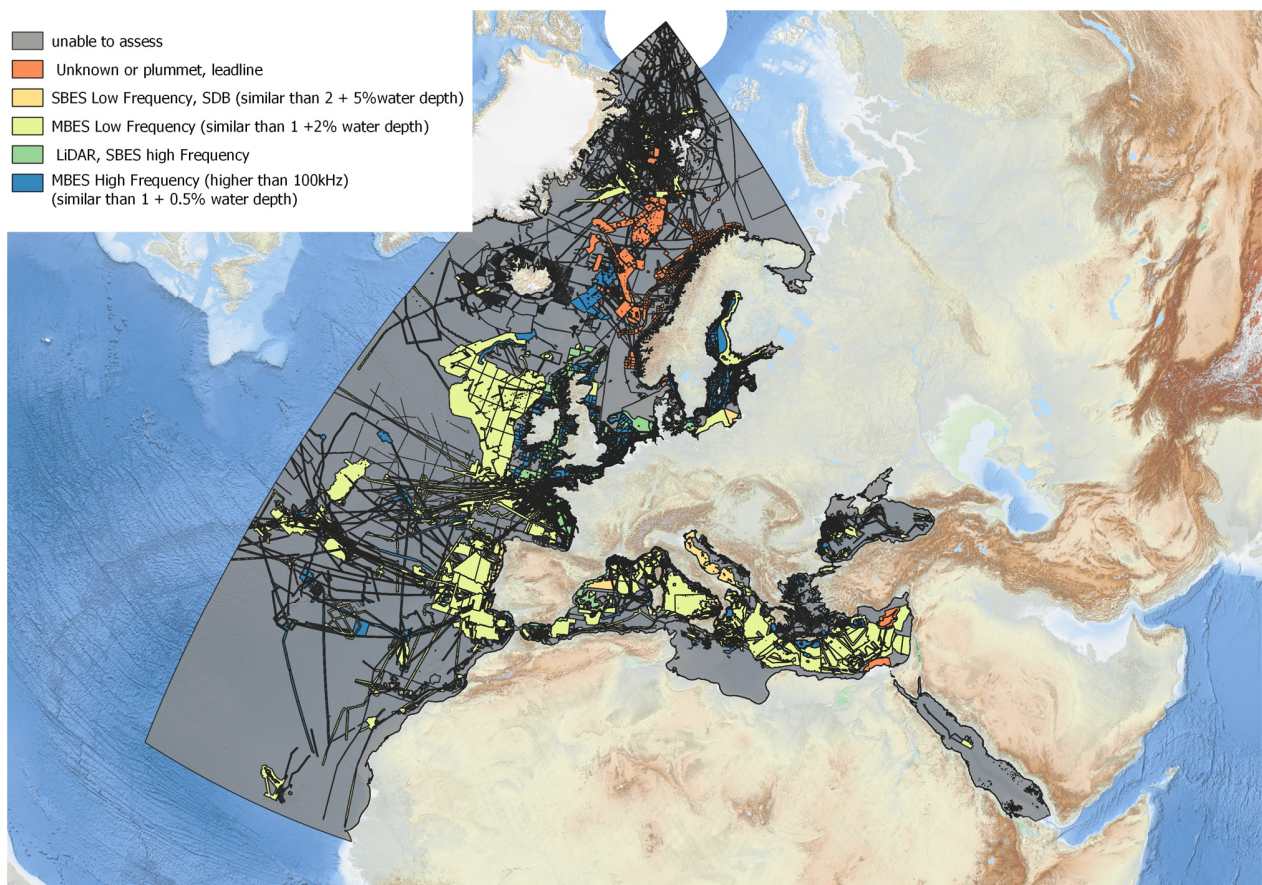 unable to assess
Unknown or plummet, leadline
SBES Low Frequency, SDB (similar than 2 + 5%water depth)
MBES Low Frequency (similar than 1 +2% water depth)
LiDAR, SBES high Frequency
MBES High Frequency (higher than 100kHz)
(similar than 1 + 0.5% water depth)